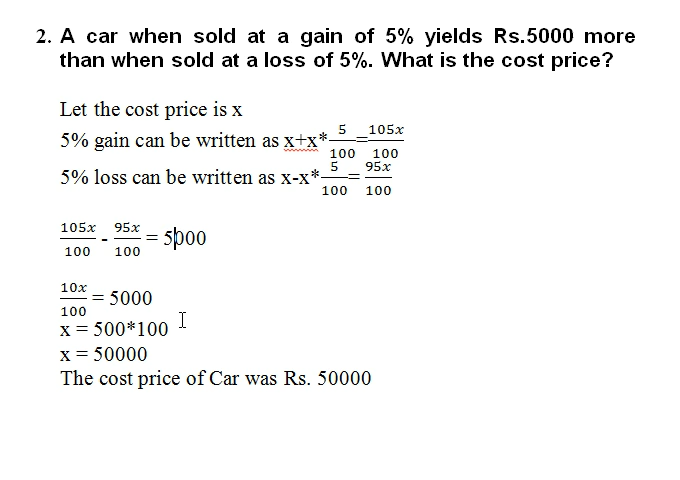 2. A car when sold at a gain of 5% yields Rs.5000 more
than when sold at a loss of 5%. What is the cost price?
Let the cost price is x
5% gain can be written as x+x*5/100=105x/100
5% loss can be written as x-x*5/100=95x/100
105x/100 - 95x/100 = 5000
10x/100 = 5000
x = 500*100
x = 50000
The cost price of Car was Rs. 50000